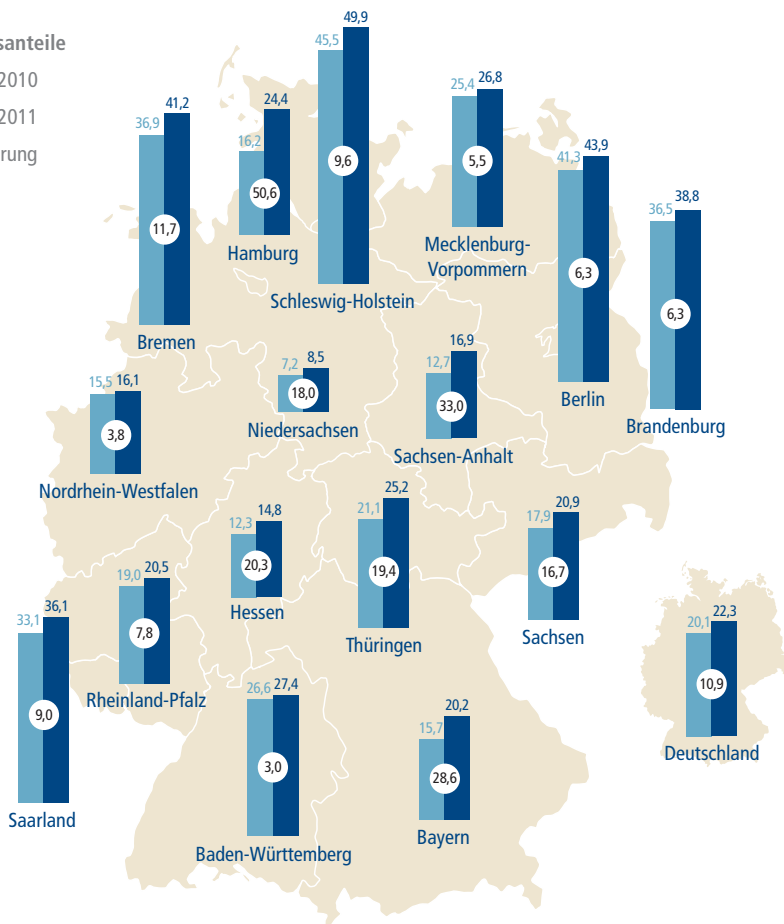 santeile
2010
2011
rung
45,5 49,9
9,6
Schleswig-Holstein
16,2 24,4
50,6
Hamburg
36,9 41,2
11,7
Bremen
25,4 26,8
5,5
Mecklenburg-
Vorpommern
41,3 43,9
6,3
Berlin
36,5 38,8
6,3
Brandenburg
15,5 16,1
3,8
Nordrhein-Westfalen
7,2 8,5
18,0
Niedersachsen
12,7 16,9
33,0
Sachsen-Anhalt
12,3 14,8
20,3
Hessen
21,1 25,2
19,4
Thüringen
17,9 20,9
16,7
Sachsen
33,1 36,1
9,0
Saarland
19,0 20,5
7,8
Rheinland-Pfalz
26,6 27,4
3,0
Baden-Württemberg
15,7 20,2
28,6
Bayern
20,1 22,3
10,9
Deutschland